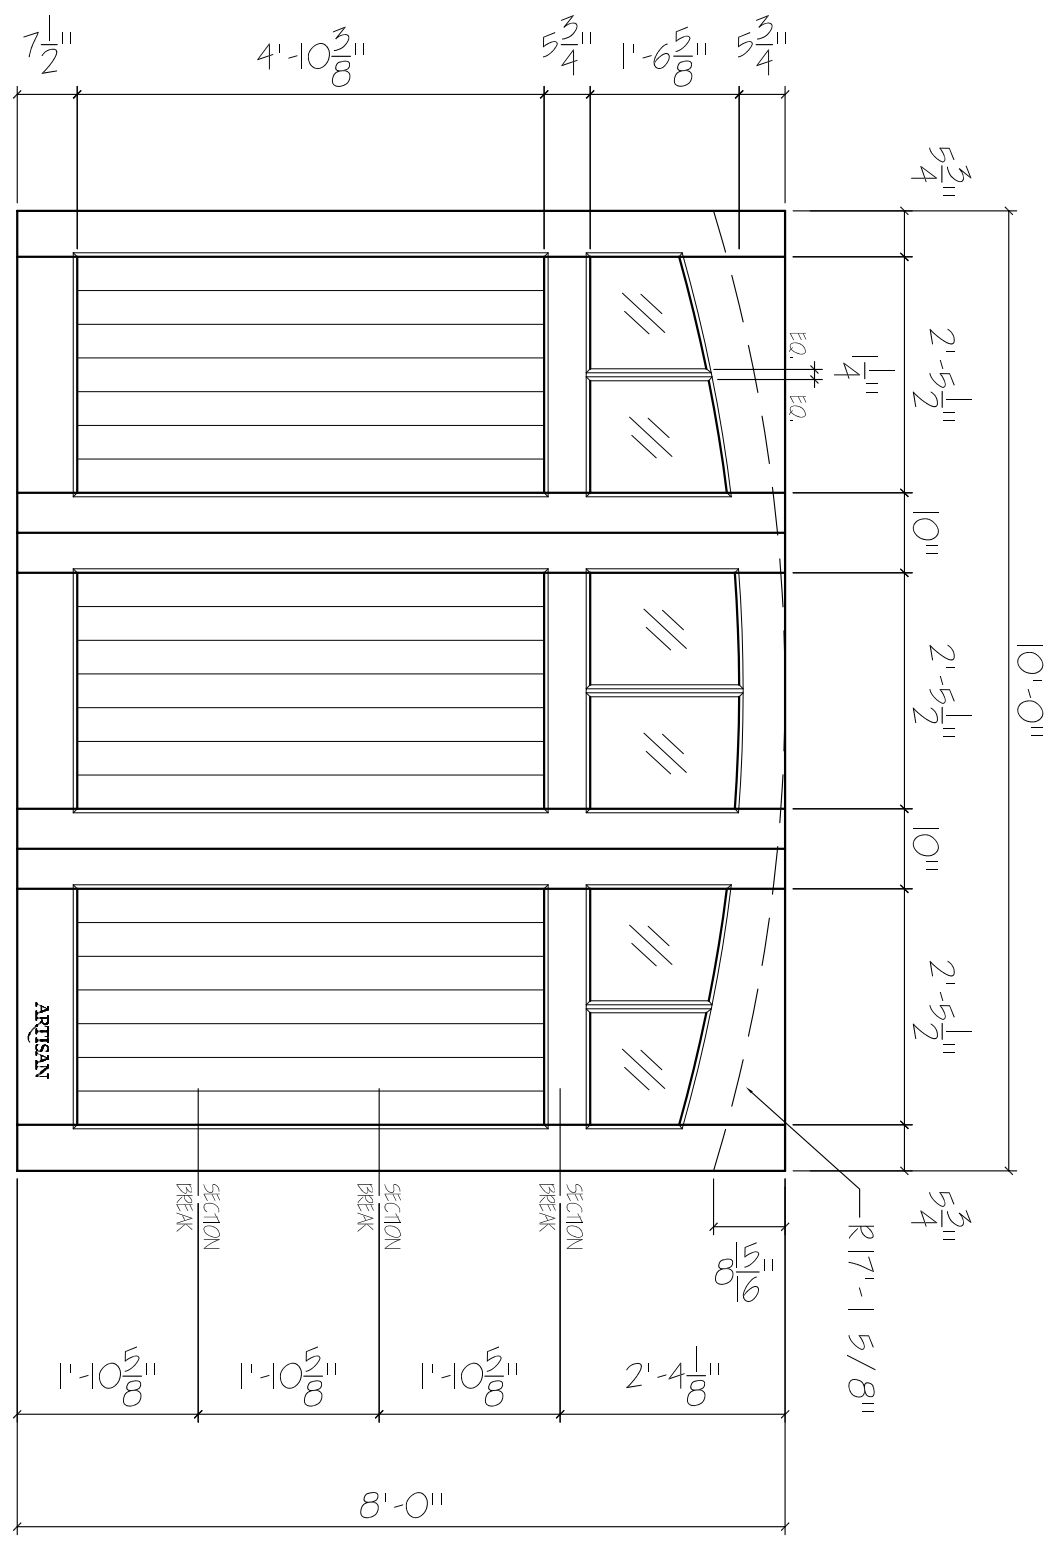 7 1/2"
4'-10 3/8"
5 3/4"
1'-6 5/8"
5 3/4"
5 3/4"
2'-5 1/2"
10"
2'-5 1/2"
10"
2'-5 1/2"
5 3/4"
10'-0"
EQ.
EQ.
1 1/4"
R 17'-1 5/8"
8 15/16"
ARTISAN
SECTION
BREAK
SECTION
BREAK
SECTION
BREAK
1'-10 5/8"
1'-10 5/8"
1'-10 5/8"
2'-4 1/8"
8'-0"